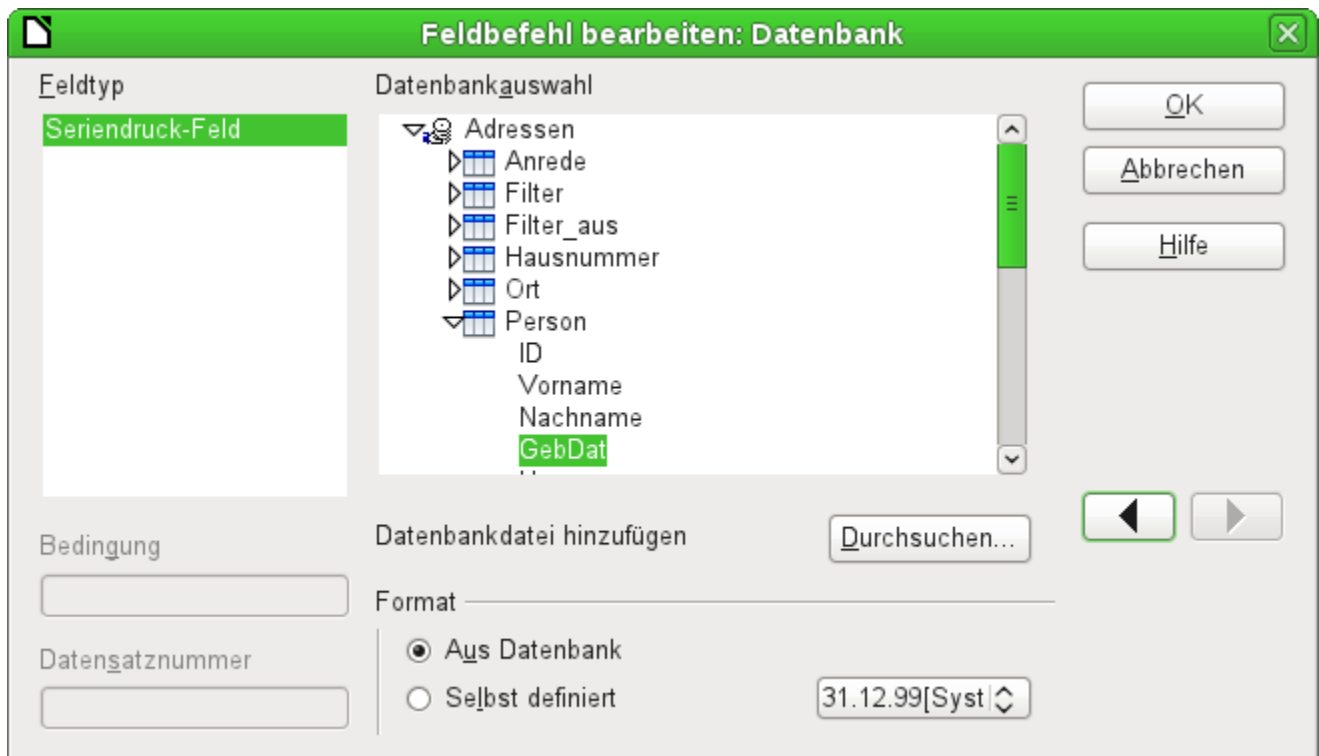 Feldbefehl bearbeiten: Datenbank
Feldtyp
Seriendruck-Feld
Datenbankauswahl
Adressen
Anrede
Filter
Filter_aus
Hausnummer
Ort
Person
ID
Vorname
Nachname
GebDat
OK
Abbrechen
Hilfe
Bedingung
Datensatznummer
Datenbankdatei hinzufügen
Durchsuchen...
Format
Aus Datenbank
Selbst definiert
31.12.99[Syst